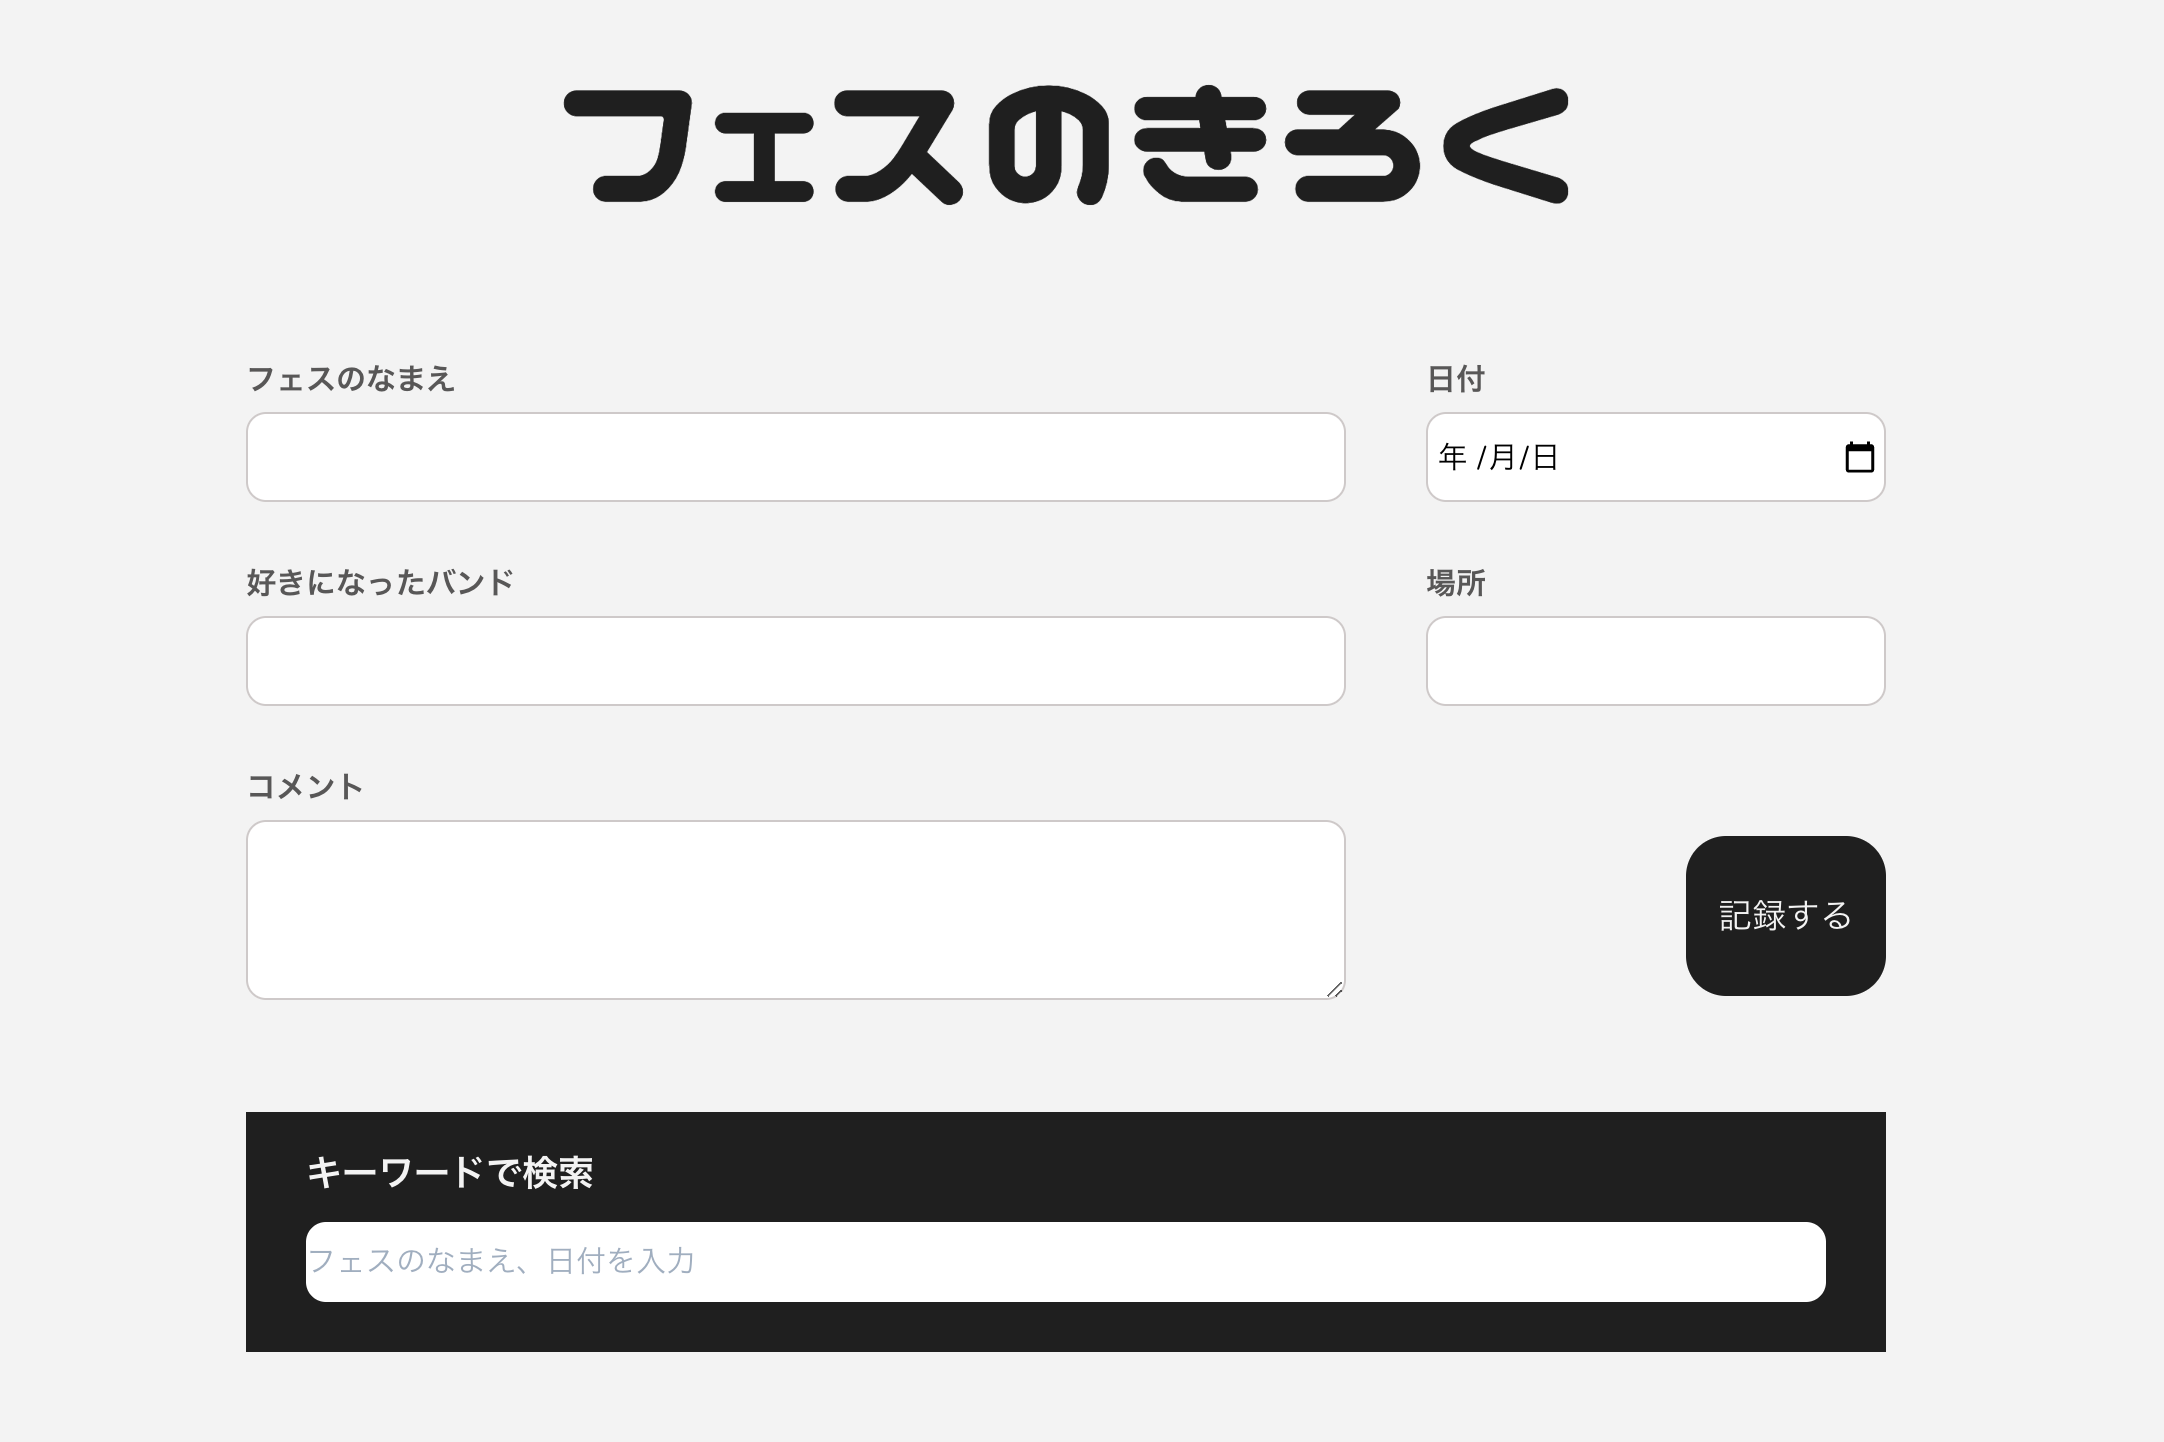 フェスのきろく
フェスのなまえ
日付
年 /月/日
好きになったバンド
場所
コメント
記録する
キーワードで検索
フェスのなまえ、日付を入力